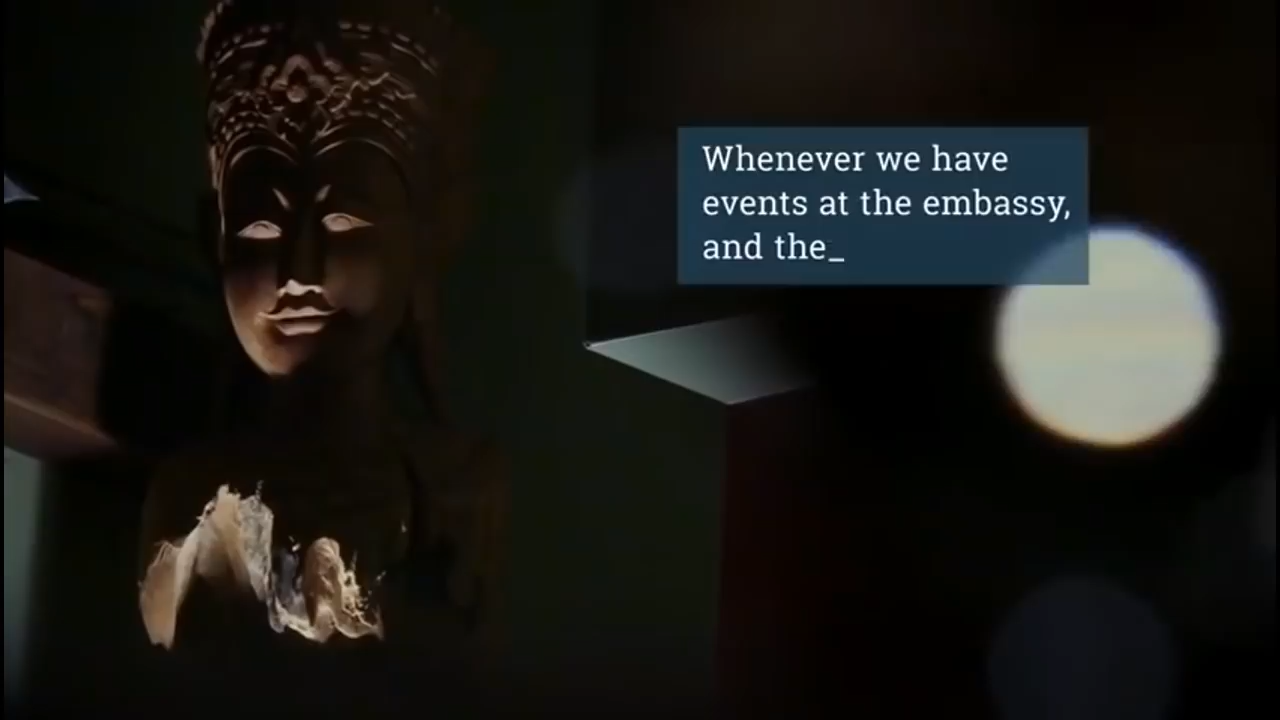 Whenever we have
events at the embassy,
and the_